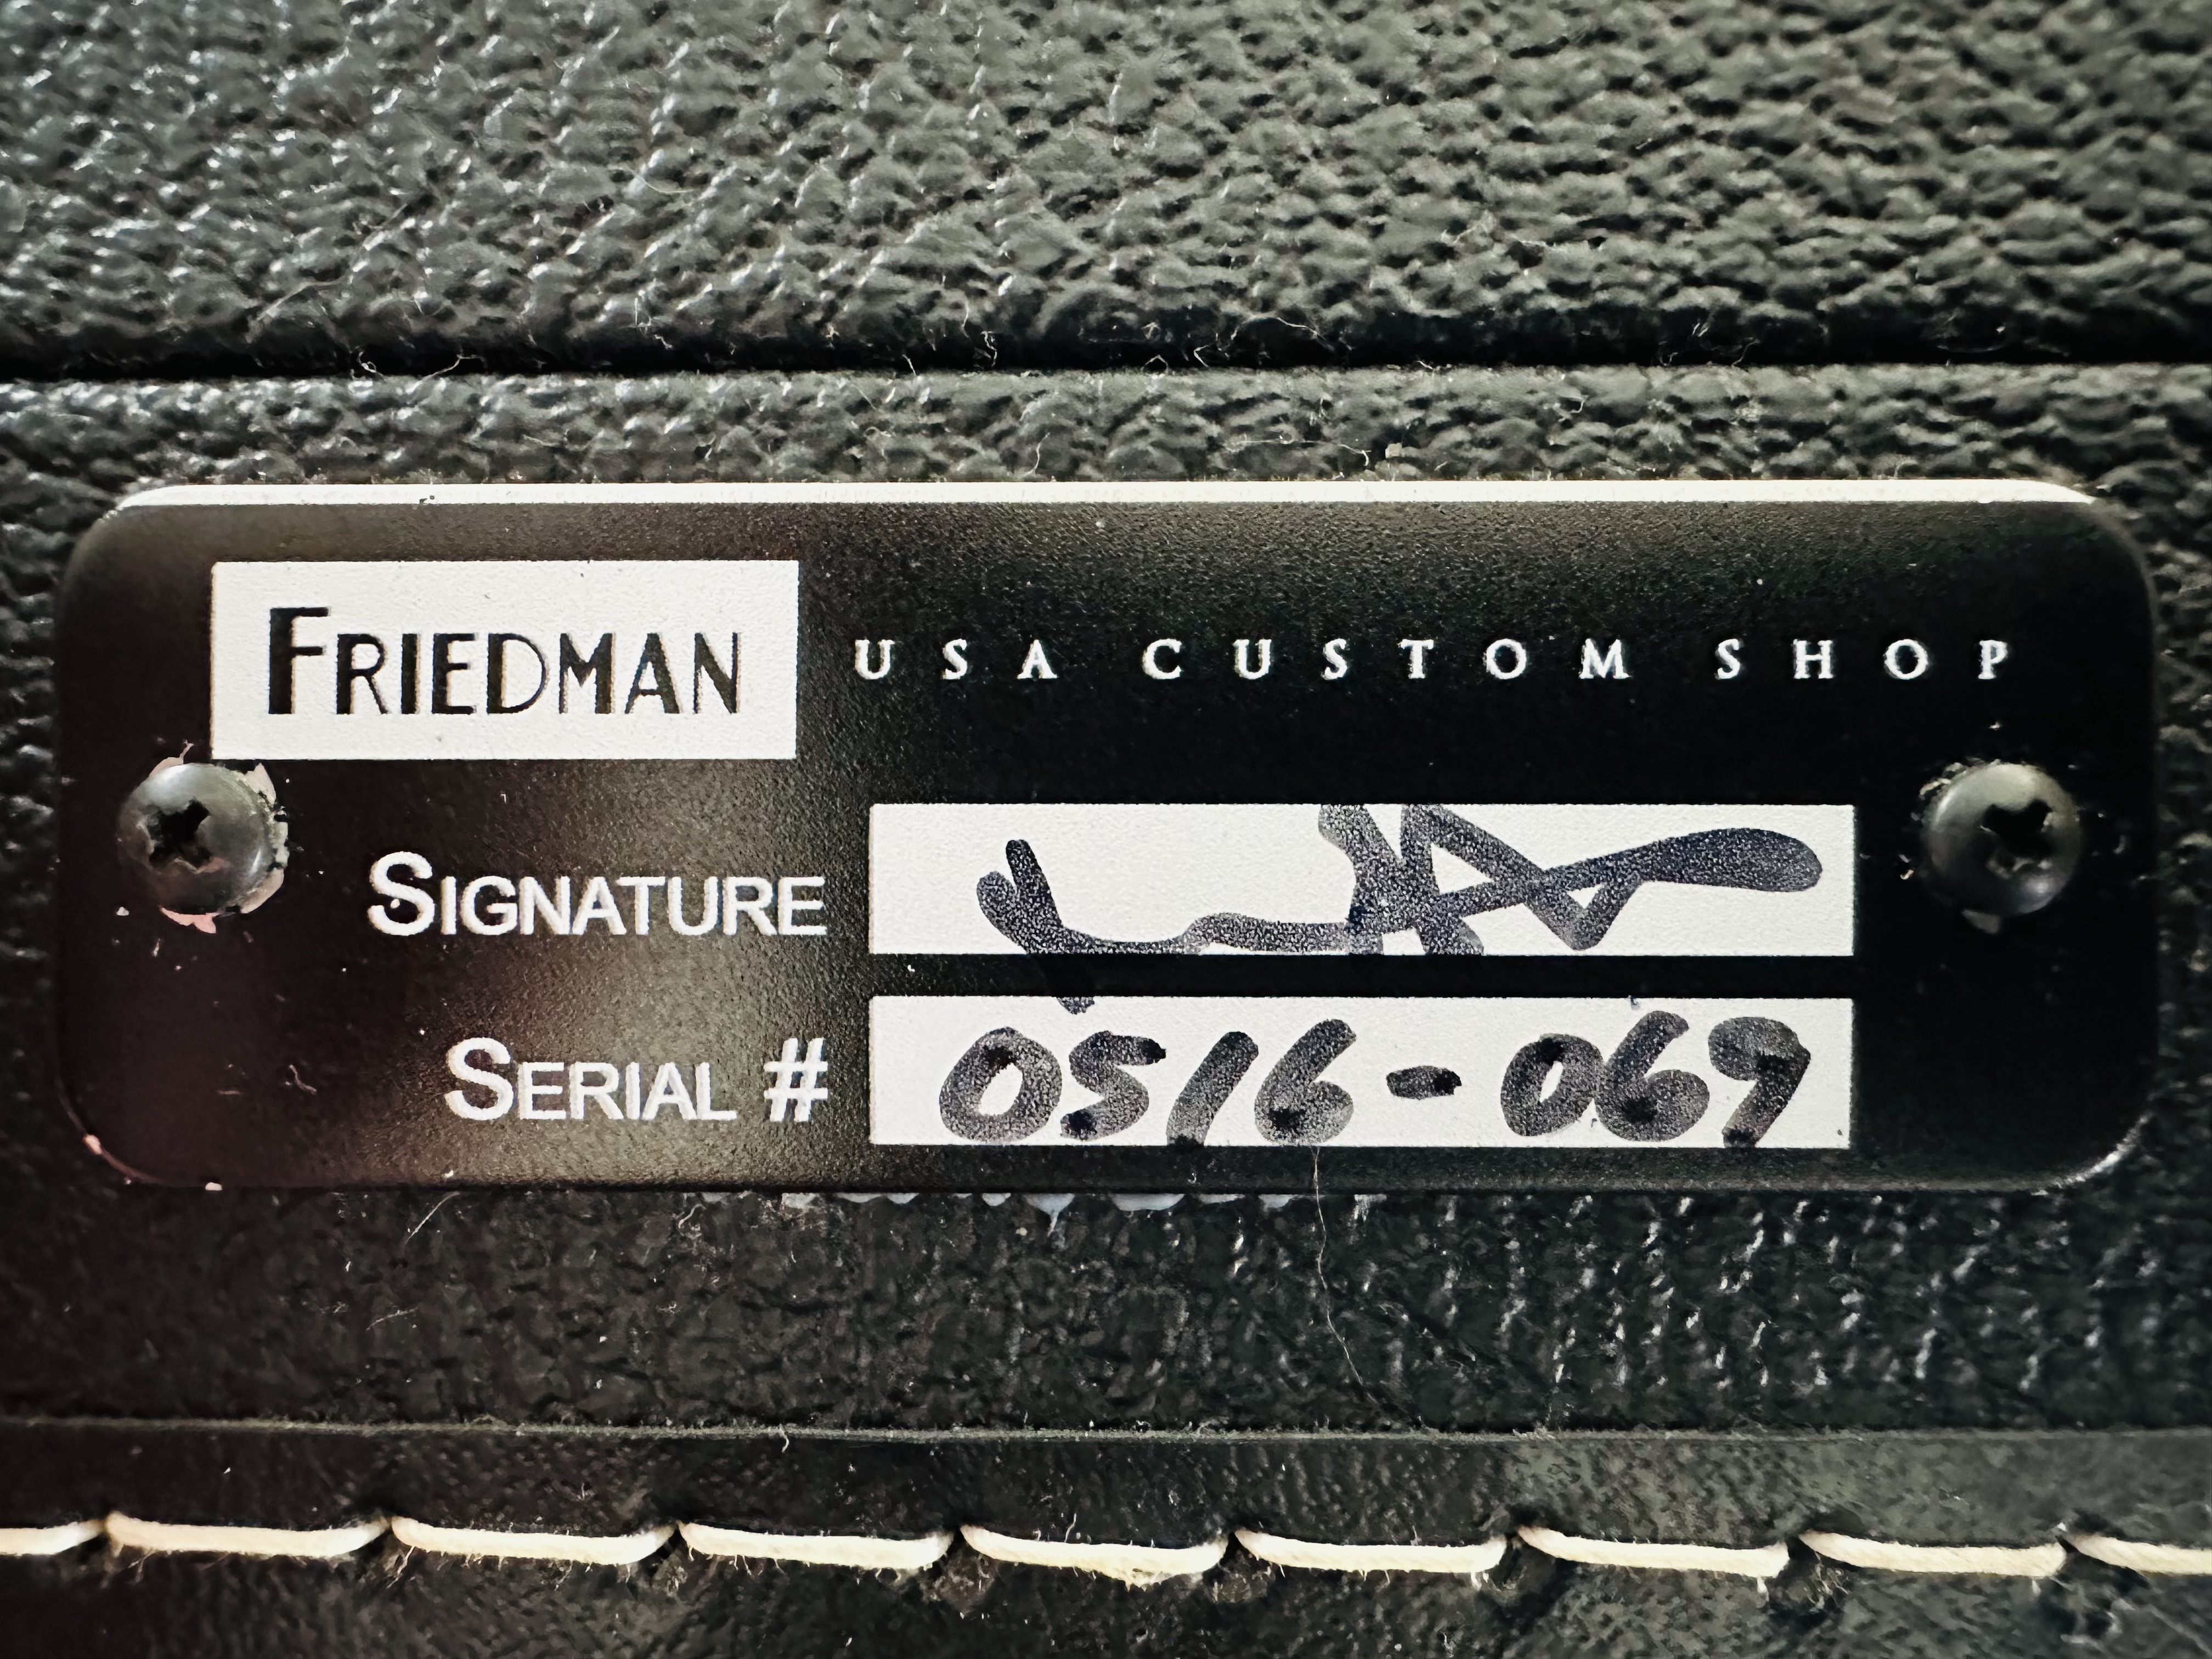 FRIEDMAN USA CUSTOM SHOP
SIGNATURE
SERIAL # 0516-069